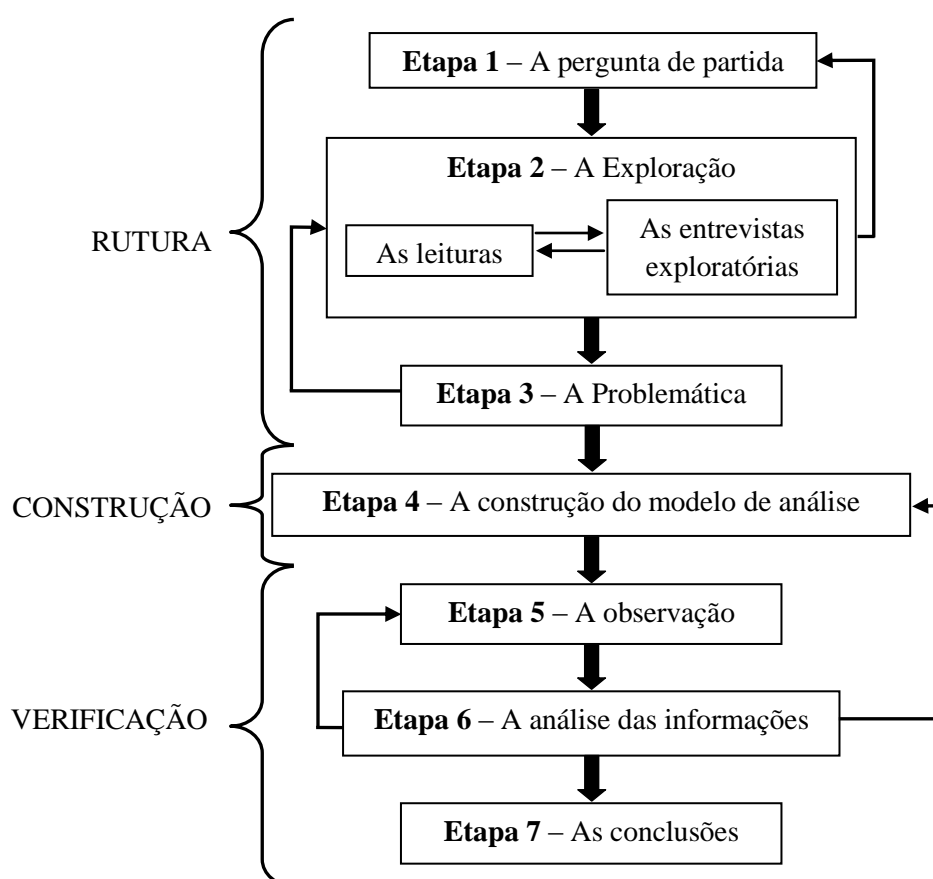 Etapa 1 – A pergunta de partida
Etapa 2 – A Exploração
RUTURA
As leituras
As entrevistas
exploratórias
Etapa 3 – A Problemática
CONSTRUÇÃO
Etapa 4 – A construção do modelo de análise
Etapa 5 – A observação
VERIFICAÇÃO
Etapa 6 – A análise das informações
Etapa 7 – As conclusões